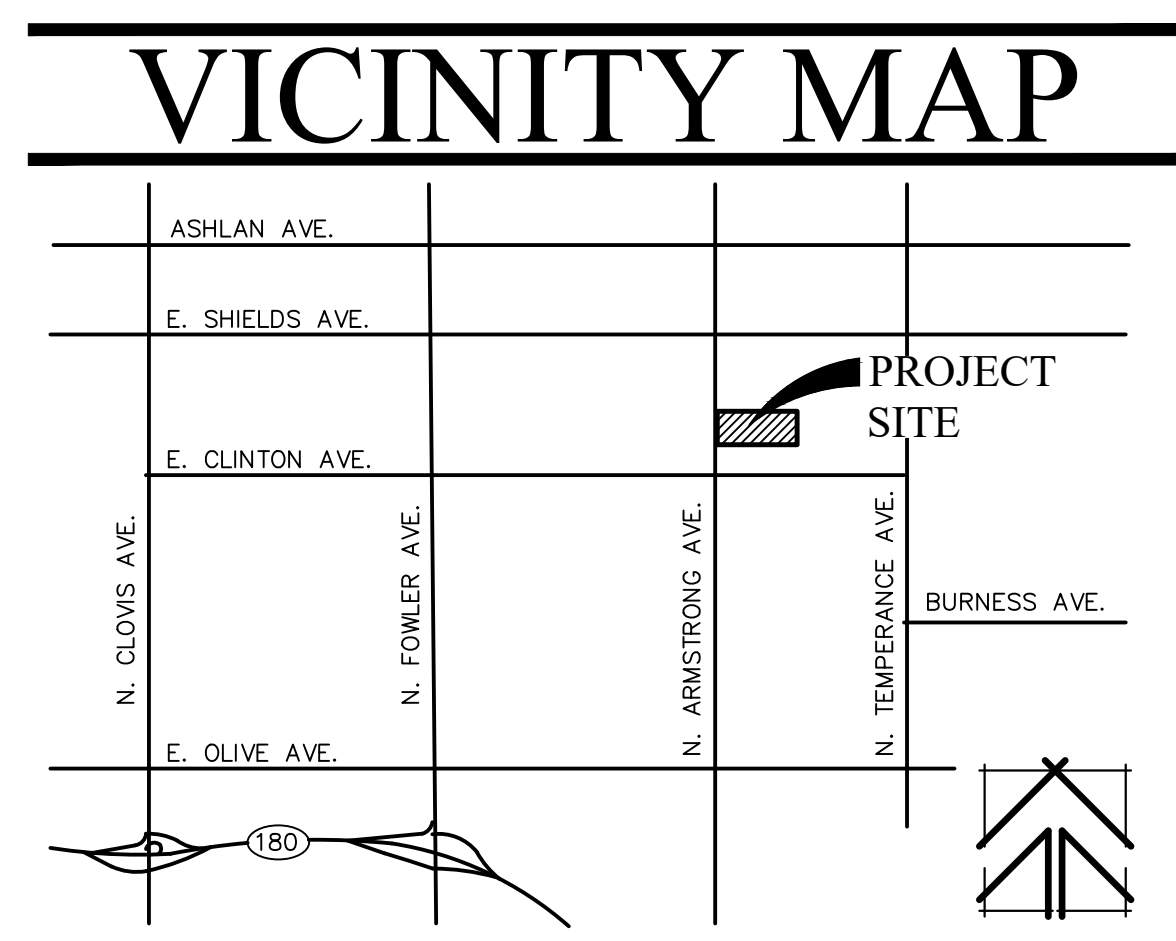 VICINITY MAP
ASHLAN AVE.
E. SHIELDS AVE.
PROJECT
SITE
E. CLINTON AVE.
N. CLOVIS AVE.
N. FOWLER AVE.
N. ARMSTRONG AVE.
N. TEMPERANCE AVE.
BURNESS AVE.
E. OLIVE AVE.
180